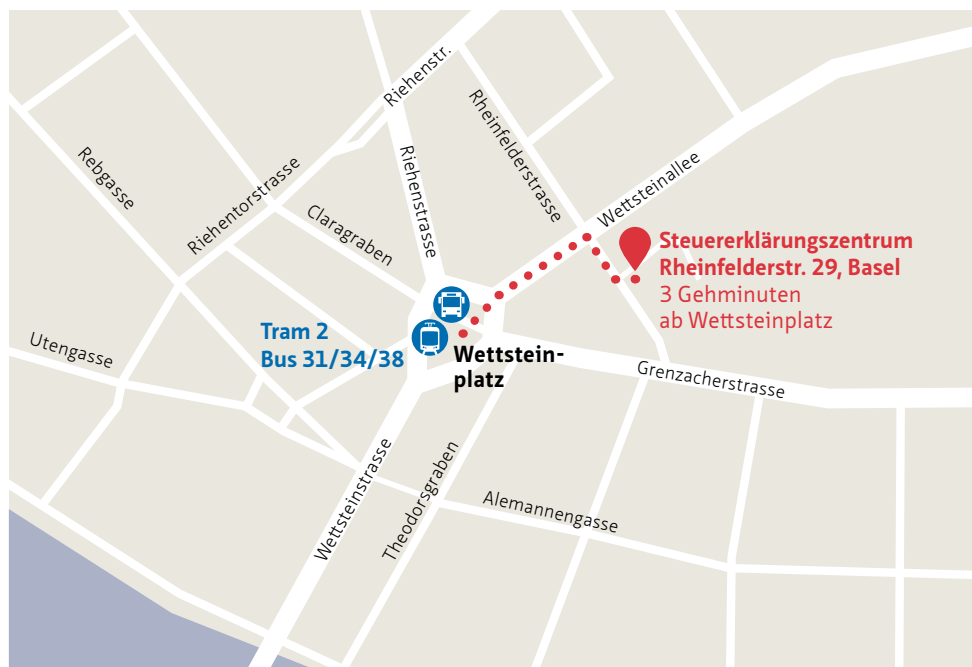 Riehenstr.
Rheinfelderstrasse
Rebgasse
Riehentorstrasse
Riehenstrasse
Wettsteinallee
Claragraben
Steuererklärungszentrum
Rheinfelderstr. 29, Basel
3 Gehminuten
ab Wettsteinplatz
Tram 2
Bus 31/34/38
Utengasse
Wettstein-
platz
Grenzacherstrasse
Wettsteinstrasse
Theodorsgraben
Alemannengasse